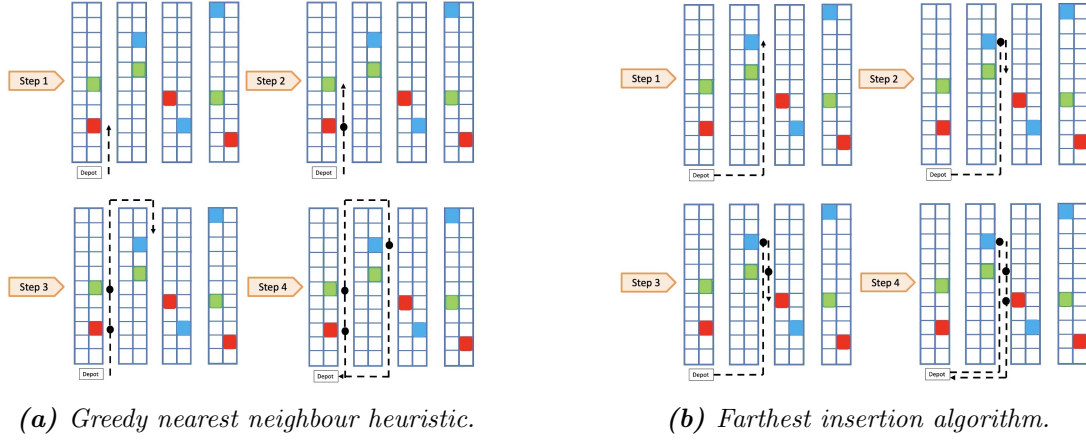 Step 1
Depot
Step 2
Depot
Step 3
Depot
Step 4
Depot
(a) Greedy nearest neighbour heuristic.
Step 1
Depot
Step 2
Depot
Step 3
Depot
Step 4
Depot
(b) Farthest insertion algorithm.